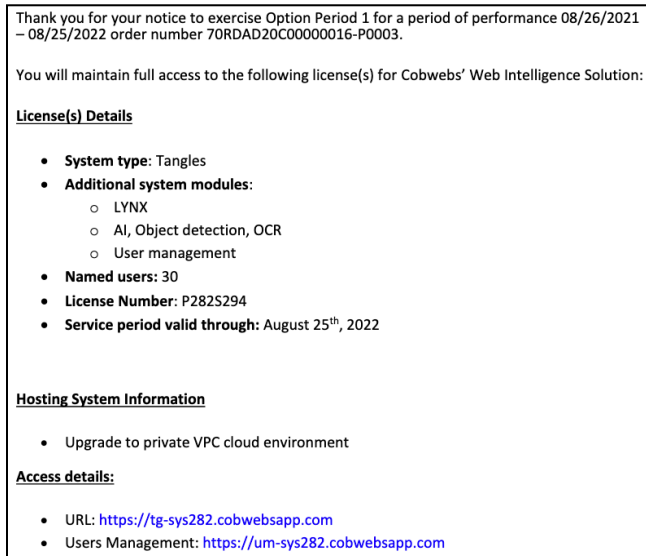 Thank you for your notice to exercise Option Period 1 for a period of performance 08/26/2021
– 08/25/2022 order number 70RDAD20C00000016-P0003.
You will maintain full access to the following license(s) for Cobwebs’ Web Intelligence Solution:
License(s) Details
• System type: Tangles
• Additional system modules:
o LYNX
o AI, Object detection, OCR
o User management
• Named users: 30
• License Number: P282S294
• Service period valid through: August 25th, 2022
Hosting System Information
• Upgrade to private VPC cloud environment
Access details:
• URL: https://tg-sys282.cobwebsapp.com
• Users Management: https://um-sys282.cobwebsapp.com